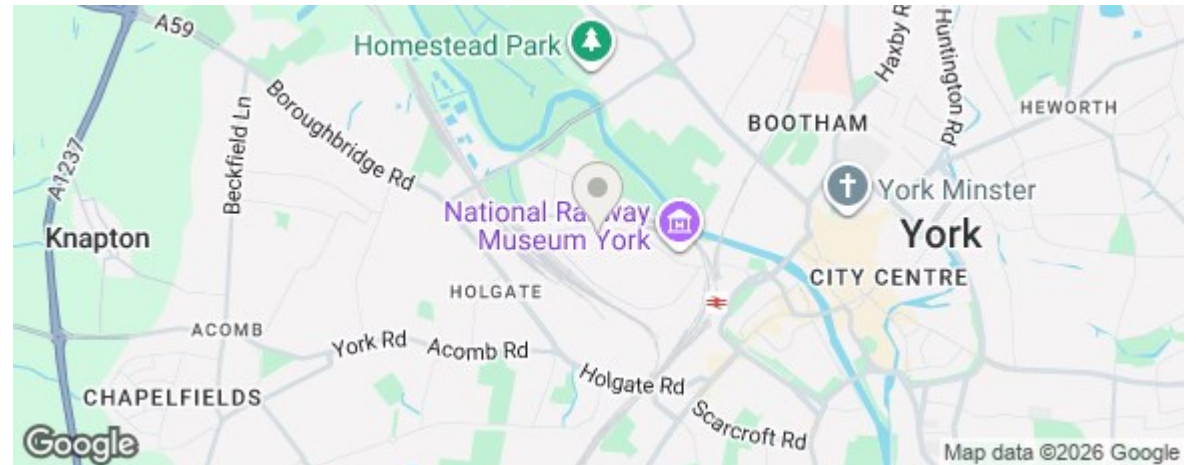 A59
Homestead Park
Haxby R
Huntington Rd
HEWORTH
BOOTHAM
Boroughbridge Rd
Beckfield Ln
A1237
York Minster
National Railway
Museum York
Knapton
York
CITY CENTRE
HOLGATE
ACOMB
York Rd
Acomb Rd
Holgate Rd
CHAPELFIELDS
Scarcroft Rd
Google
Map data ©2026 Google